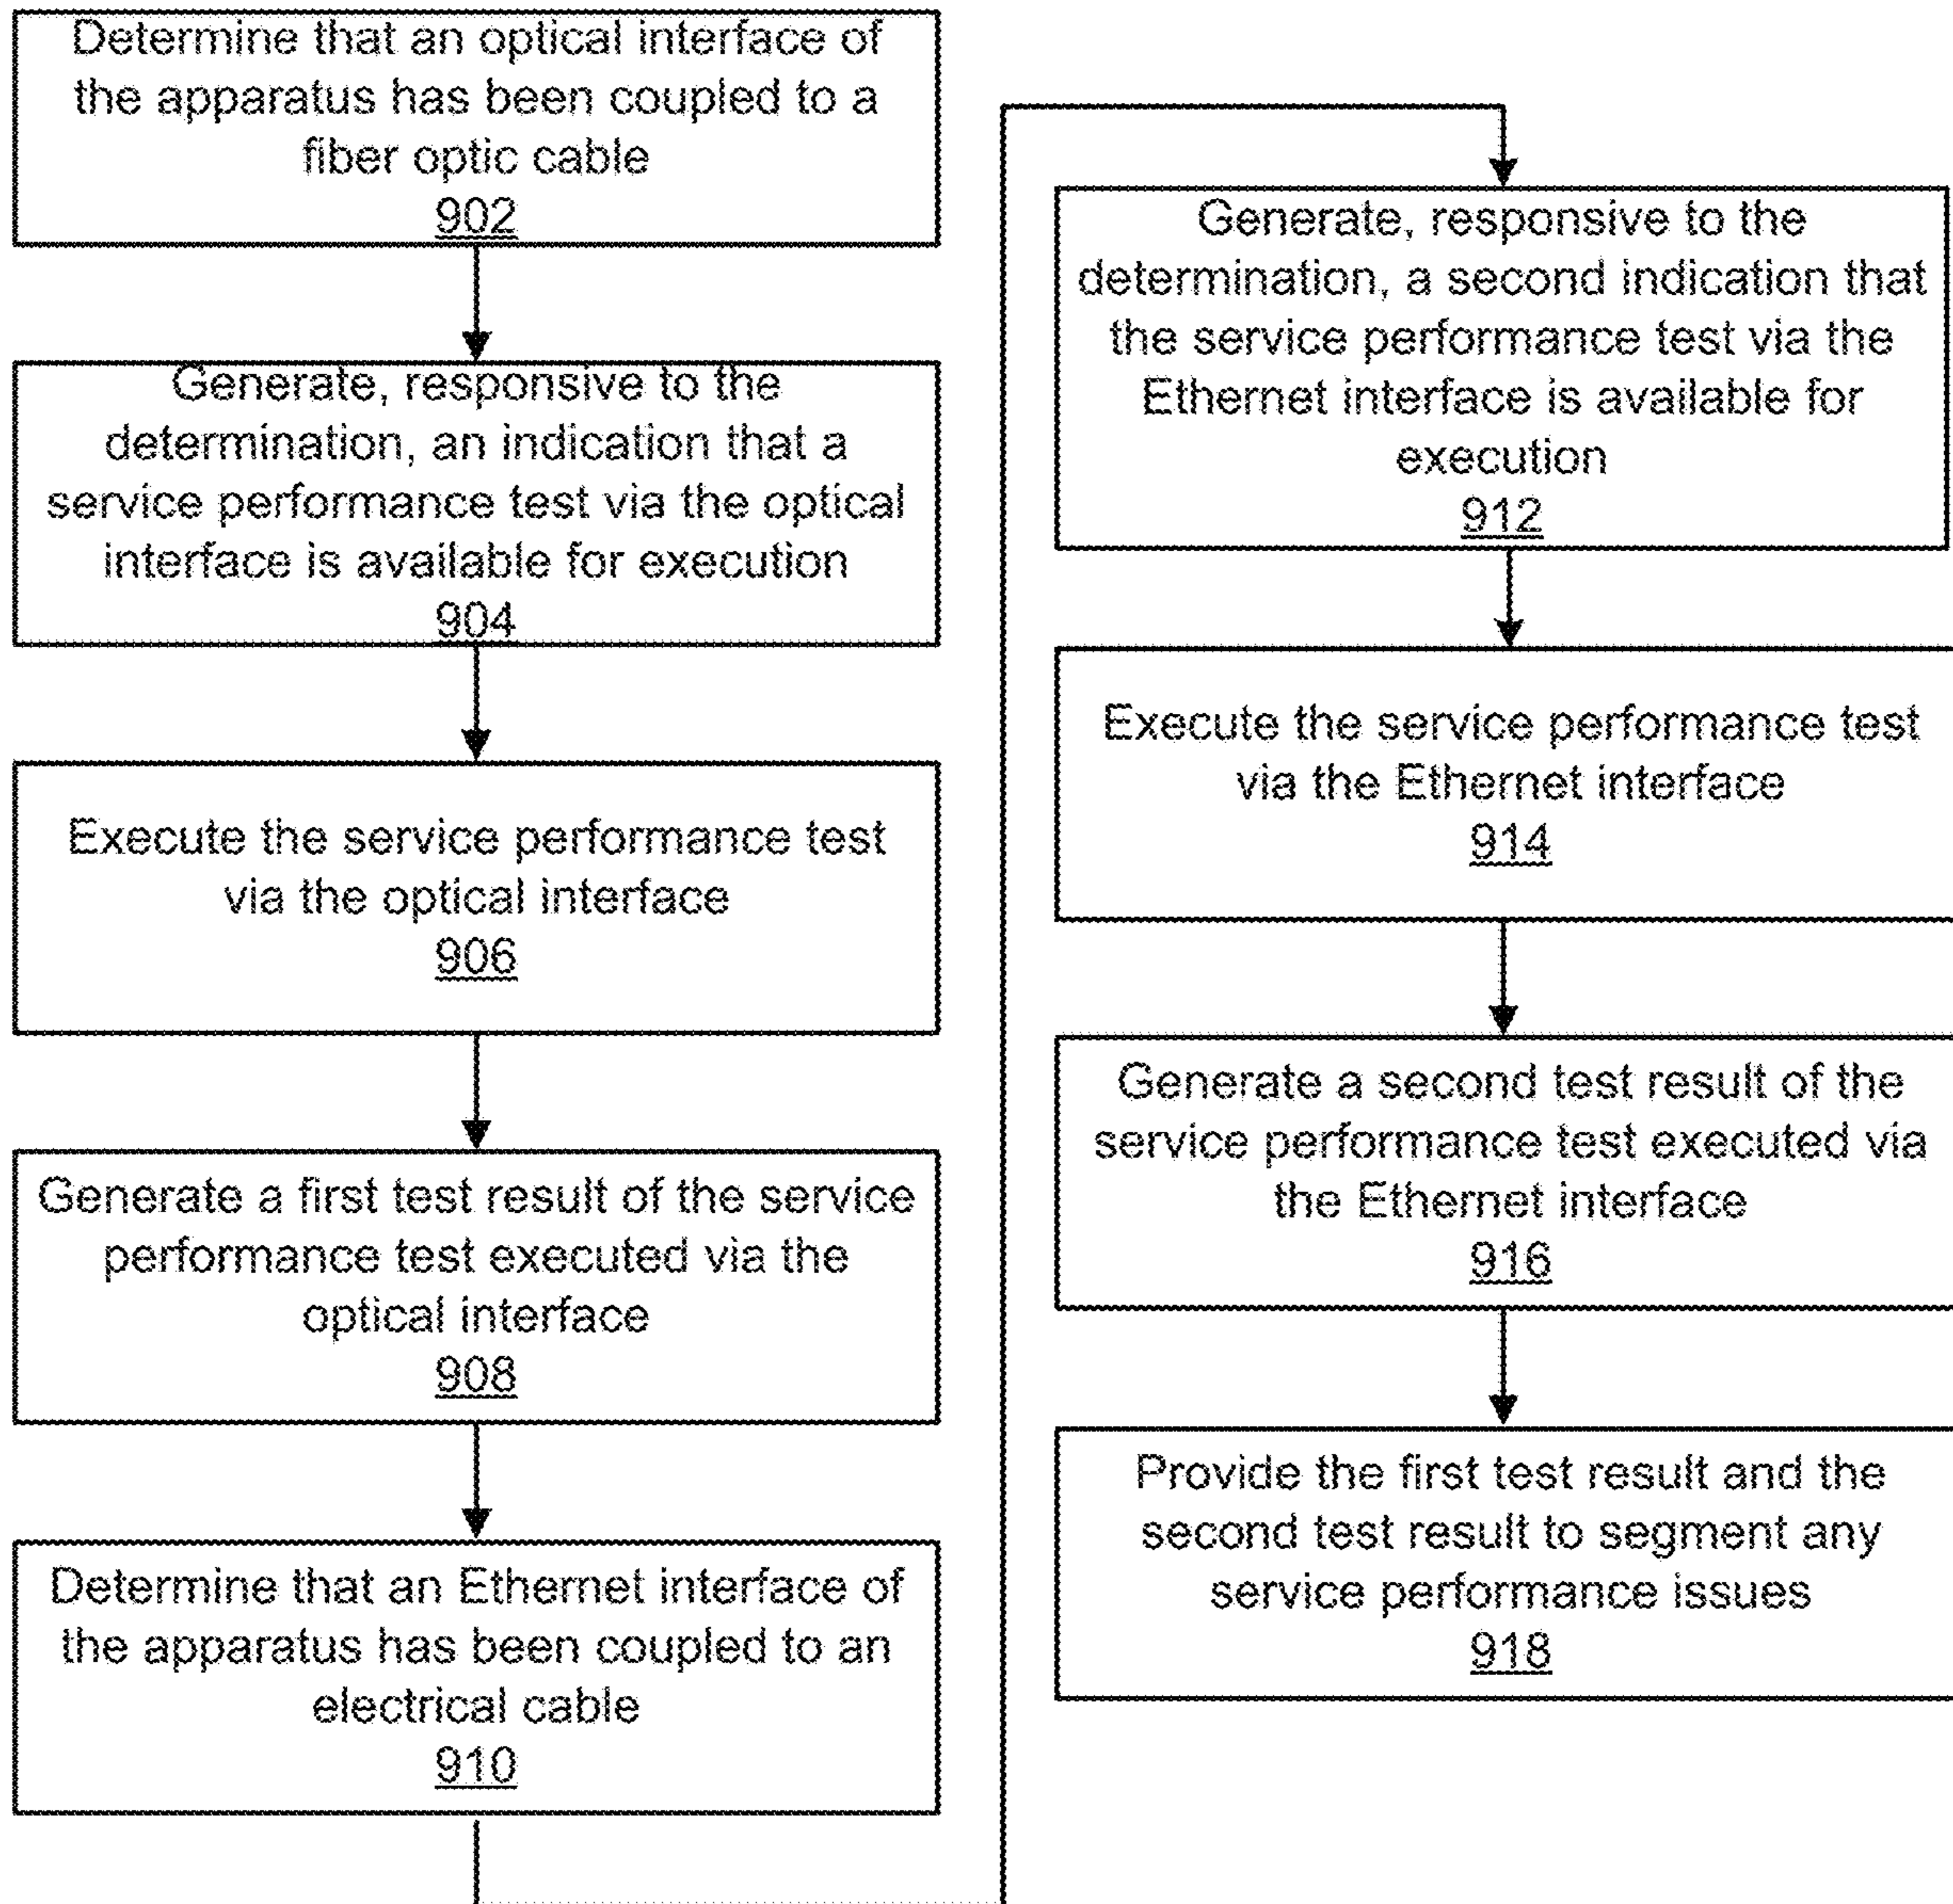 Determine that an optical interface of
the apparatus has been coupled to a
fiber optic cable
902
Generate, responsive to the
determination, an indication that a
service performance test via the optical
interface is available for execution
904
Execute the service performance test
via the optical interface
906
Generate a first test result of the service
performance test executed via the
optical interface
908
Determine that an Ethernet interface of
the apparatus has been coupled to an
electrical cable
910
Generate, responsive to the
determination, a second indication that
the service performance test via the
Ethernet interface is available for
execution
912
Execute the service performance test
via the Ethernet interface
914
Generate a second test result of the
service performance test executed via
the Ethernet interface
916
Provide the first test result and the
second test result to segment any
service performance issues
918